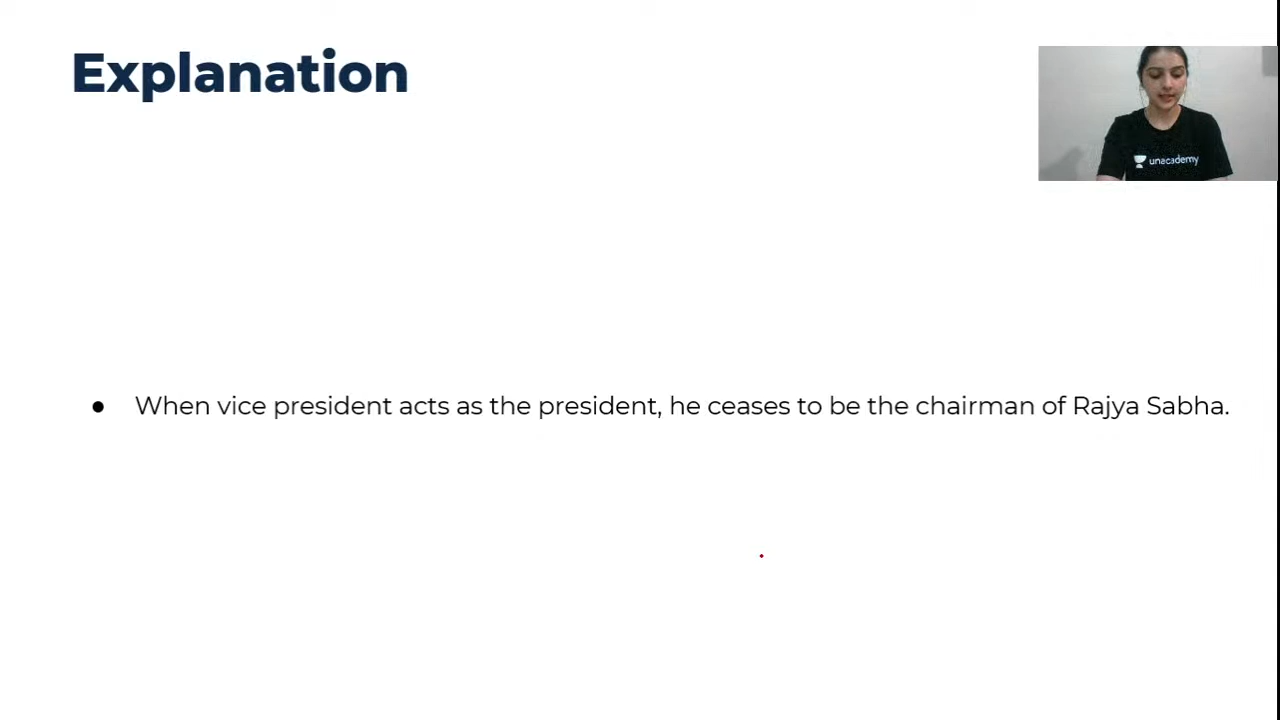 Explanation
unacademy
● When vice president acts as the president, he ceases to be the chairman of Rajya Sabha.